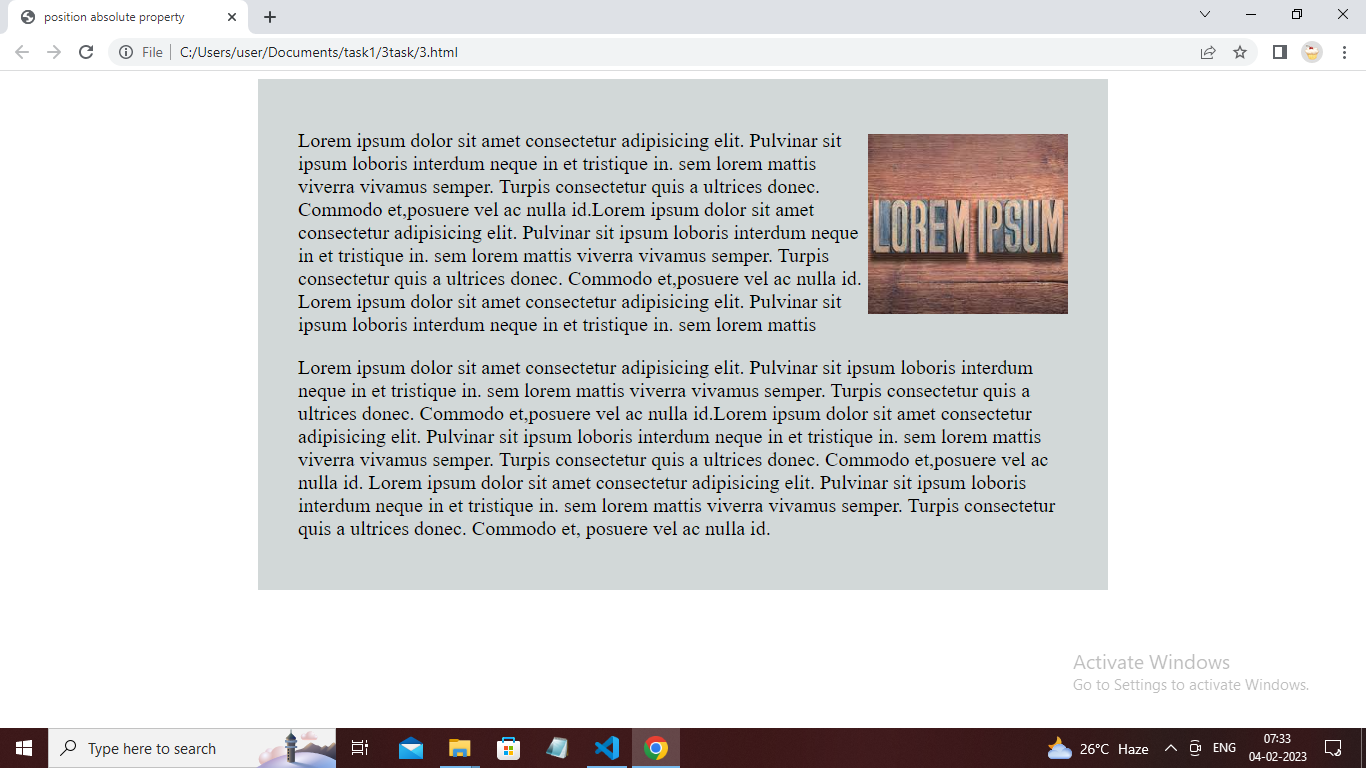 position absolute property
File
C:/Users/user/Documents/task1/3task/3.html
Lorem ipsum dolor sit amet consectetur adipisicing elit. Pulvinar sit
ipsum loboris interdum neque in et tristique in. sem lorem mattis
viverra vivamus semper. Turpis consectetur quis a ultrices donec.
Commodo et,posuere vel ac nulla id.Lorem ipsum dolor sit amet
consectetur adipisicing elit. Pulvinar sit ipsum loboris interdum neque
in et tristique in. sem lorem mattis viverra vivamus semper. Turpis
consectetur quis a ultrices donec. Commodo et,posuere vel ac nulla id.
Lorem ipsum dolor sit amet consectetur adipisicing elit. Pulvinar sit
ipsum loboris interdum neque in et tristique in. sem lorem mattis
LOREM IPSUM
Lorem ipsum dolor sit amet consectetur adipisicing elit. Pulvinar sit ipsum loboris interdum
neque in et tristique in. sem lorem mattis viverra vivamus semper. Turpis consectetur quis a
ultrices donec. Commodo et,posuere vel ac nulla id.Lorem ipsum dolor sit amet consectetur
adipisicing elit. Pulvinar sit ipsum loboris interdum neque in et tristique in. sem lorem mattis
viverra vivamus semper. Turpis consectetur quis a ultrices donec. Commodo et,posuere vel ac
nulla id. Lorem ipsum dolor sit amet consectetur adipisicing elit. Pulvinar sit ipsum loboris
interdum neque in et tristique in. sem lorem mattis viverra vivamus semper. Turpis consectetur
quis a ultrices donec. Commodo et, posuere vel ac nulla id.
Activate Windows
Go to Settings to activate Windows.
Type here to search
26°C Haze
ENG
07:33
04-02-2023